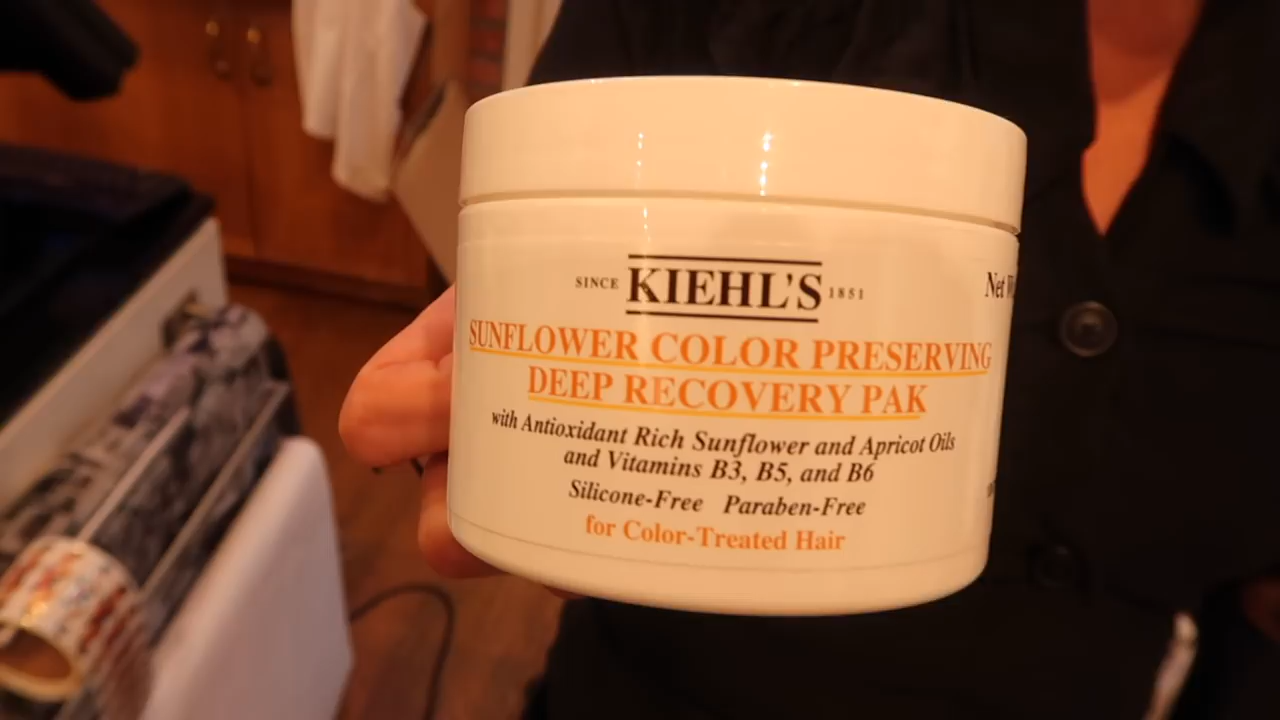 SINCE KIEHL'S 1851
Net
SUNFLOWER COLOR PRESERVING
DEEP RECOVERY PAK
with Antioxidant Rich Sunflower and Apricot Oils
and Vitamins B3, B5, and B6
Silicone-Free Paraben-Free
for Color-Treated Hair